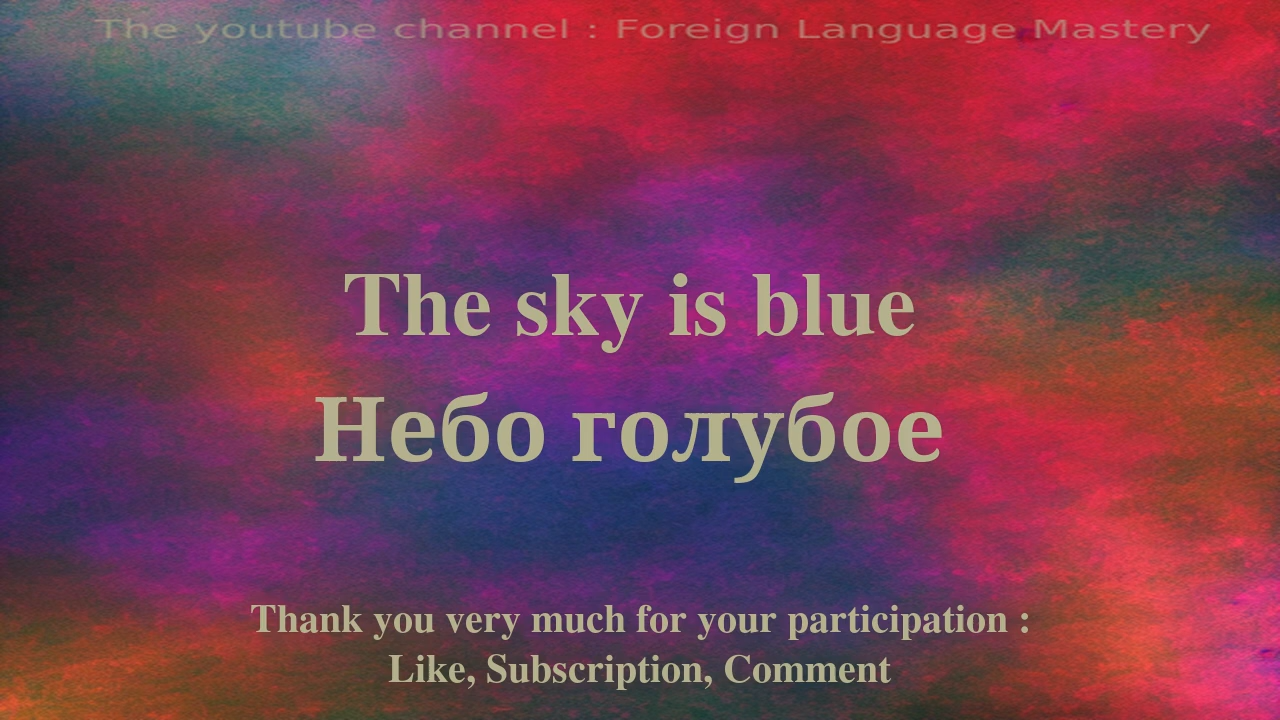 The youtube channel : Foreign Language Mastery
The sky is blue
Небо голубое
Thank you very much for your participation :
Like, Subscription, Comment